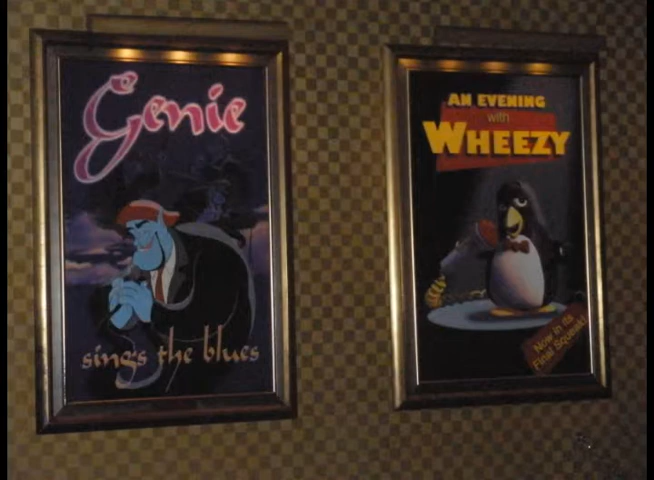 Genie
sings the blues
AN EVENING
with
WHEEZY
Now in its
Final Squeak!